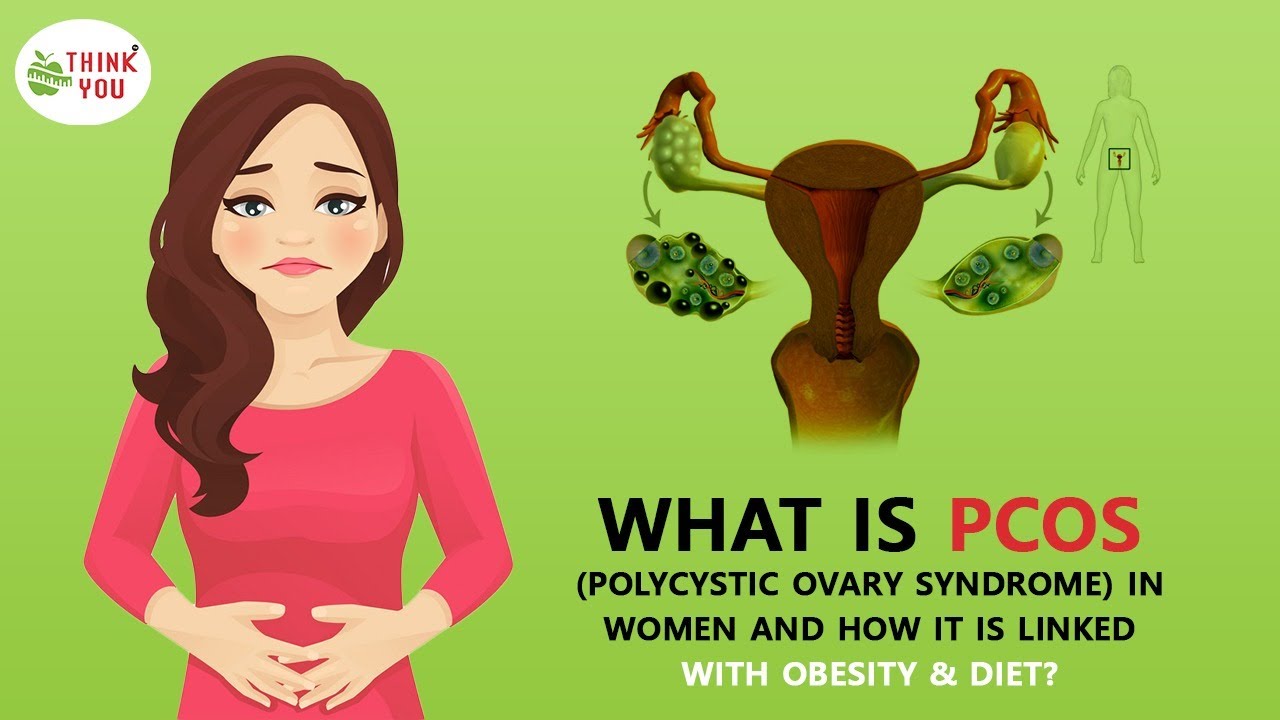 THINK
YOU
WHAT IS PCOS
(POLYCYSTIC OVARY SYNDROME) IN
WOMEN AND HOW IT IS LINKED
WITH OBESITY & DIET?